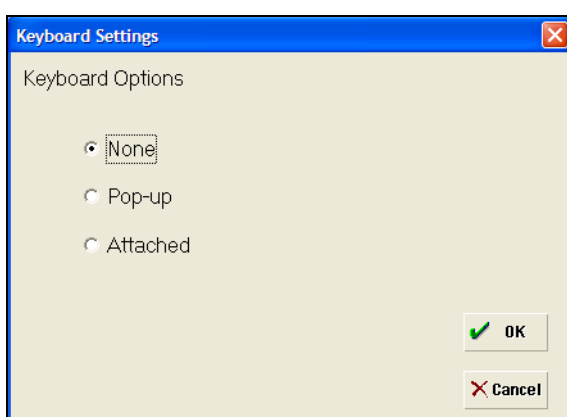 Keyboard Settings
Keyboard Options
None
Pop-up
Attached
OK
Cancel